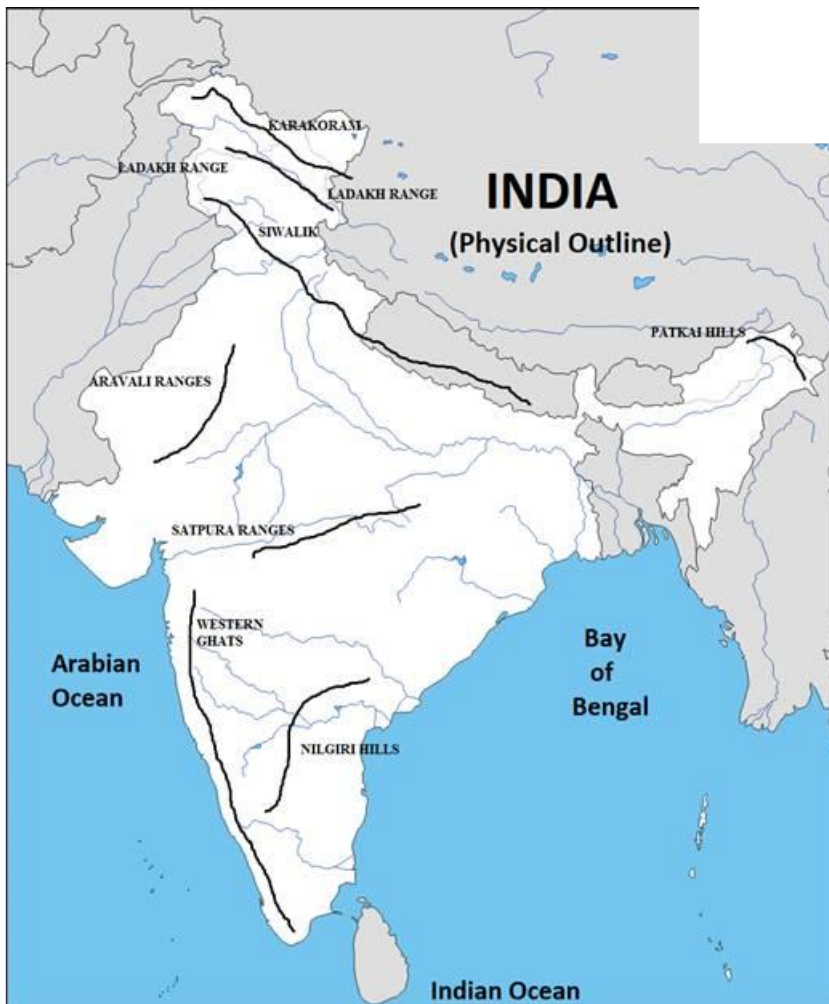 KARAKORAM
LADAKH RANGE
LADAKH RANGE
INDIA
(Physical Outline)
SIWALIK
PATKAI HILLS
ARAVALI RANGES
SATPURA RANGES
WESTERN
GHATS
Arabian
Ocean
Bay
of
Bengal
NILGIRI HILLS
Indian Ocean